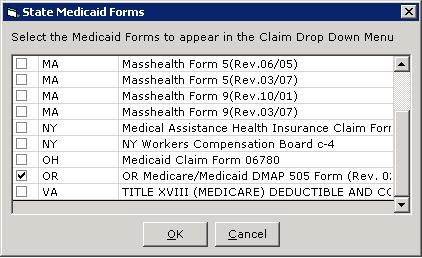 State Medicaid Forms
Select the Medicaid Forms to appear in the Claim Drop Down Menu
MA Masshealth Form 5(Rev.06/05)
MA Masshealth Form 5(Rev.03/07)
MA Masshealth Form 9(Rev.10/01)
MA Masshealth Form 9(Rev.03/07)
NY Medical Assistance Health Insurance Claim Forr
NY NY Workers Compensation Board c-4
OH Medicaid Claim Form 06780
OR OR Medicare/Medicaid DMAP 505 Form (Rev. 02
VA TITLE XVIII (MEDICARE) DEDUCTIBLE AND CO
OK Cancel